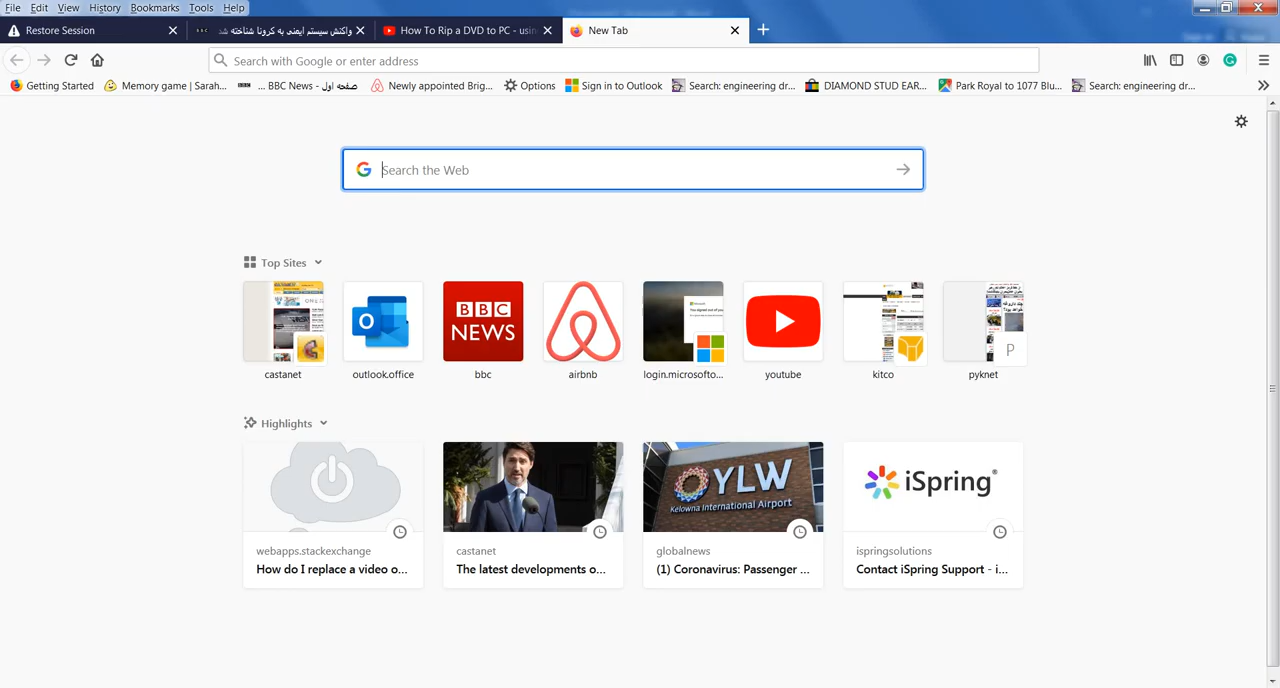 File Edit View History Bookmarks Tools Help
Restore Session
واکنش سیستم ایمنی به کرونا شناخته شد
How To Rip a DVD to PC - usin
New Tab
Search with Google or enter address
Getting Started
Memory game | Sarah...
BBC News - صفحه اول ...
Newly appointed Brig...
Options
Sign in to Outlook
Search: engineering dr...
DIAMOND STUD EAR...
Park Royal to 1077 Blu...
Search: engineering dr...
Search the Web
Top Sites
BBC
NEWS
P
castanet
outlook.office
bbc
airbnb
login.microsofto...
youtube
kitco
pyknet
Highlights
YLW
Kelowna International Airport
iSpring®
webapps.stackexchange
How do I replace a video o...
castanet
The latest developments o...
globalnews
(1) Coronavirus: Passenger ...
ispringsolutions
Contact iSpring Support - i...